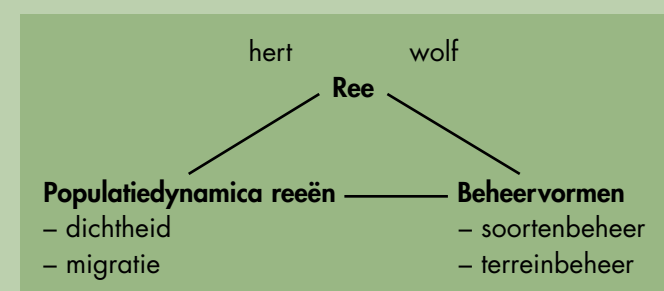 hert wolf
Ree
Populatiedynamica reeën Beheervormen
– dichtheid – soortenbeheer
– migratie – terreinbeheer